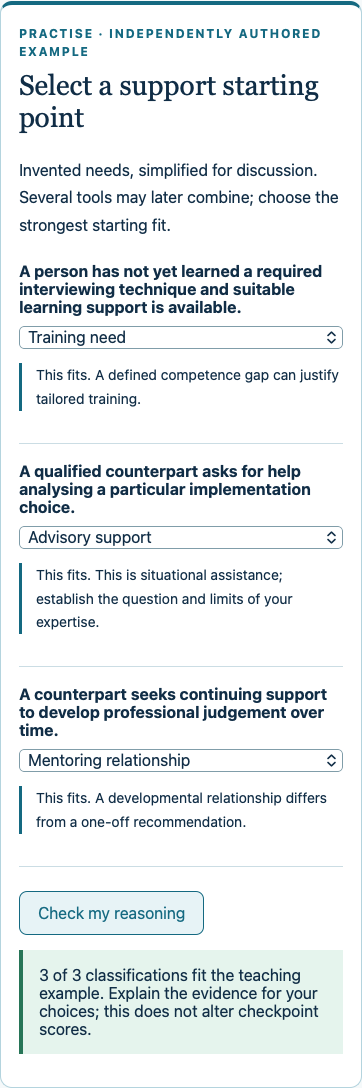 PRACTISE · INDEPENDENTLY AUTHORED
EXAMPLE
Select a support starting
point
Invented needs, simplified for discussion.
Several tools may later combine; choose the
strongest starting fit.
A person has not yet learned a required
interviewing technique and suitable
learning support is available.
Training need
This fits. A defined competence gap can justify
tailored training.
A qualified counterpart asks for help
analysing a particular implementation
choice.
Advisory support
This fits. This is situational assistance;
establish the question and limits of your
expertise.
A counterpart seeks continuing support
to develop professional judgement over
time.
Mentoring relationship
This fits. A developmental relationship differs
from a one-off recommendation.
Check my reasoning
3 of 3 classifications fit the teaching
example. Explain the evidence for your
choices; this does not alter checkpoint
scores.